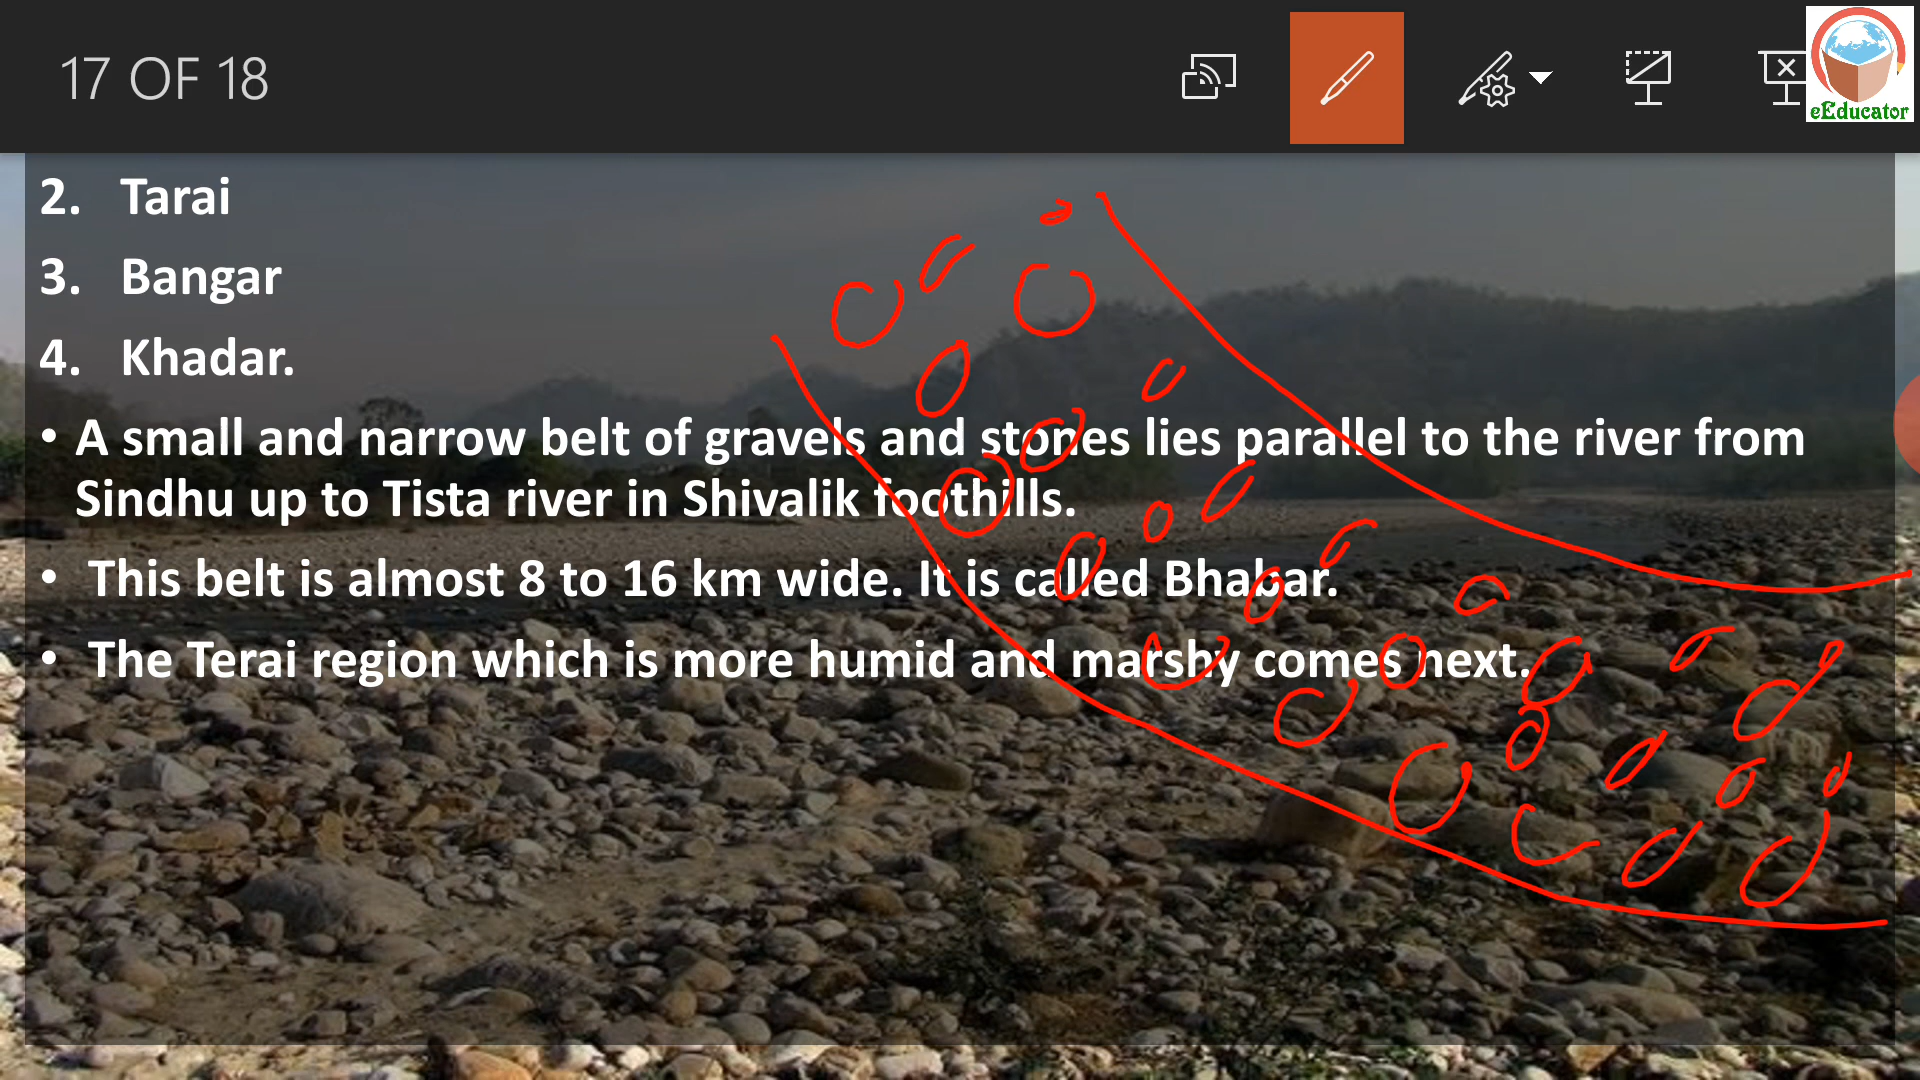 17 OF 18
eEducator
2. Tarai
3. Bangar
4. Khadar.
• A small and narrow belt of gravels and stones lies parallel to the river from
Sindhu up to Tista river in Shivalik foothills.
• This belt is almost 8 to 16 km wide. It is called Bhabar.
• The Terai region which is more humid and marshy comes next.